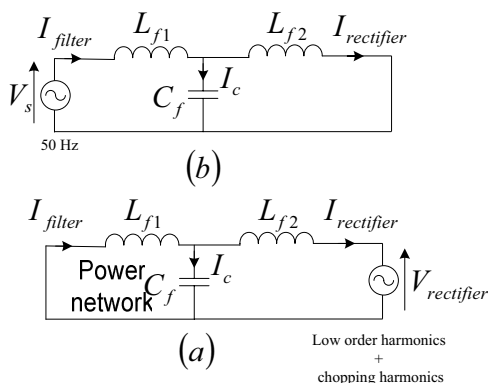 I_filter L_f1 L_f2 I_rectifier
V_s C_f I_c
50 Hz
(b)
I_filter L_f1 L_f2 I_rectifier
Power
network C_f I_c V_rectifier
(a)
Low order harmonics
+
chopping harmonics